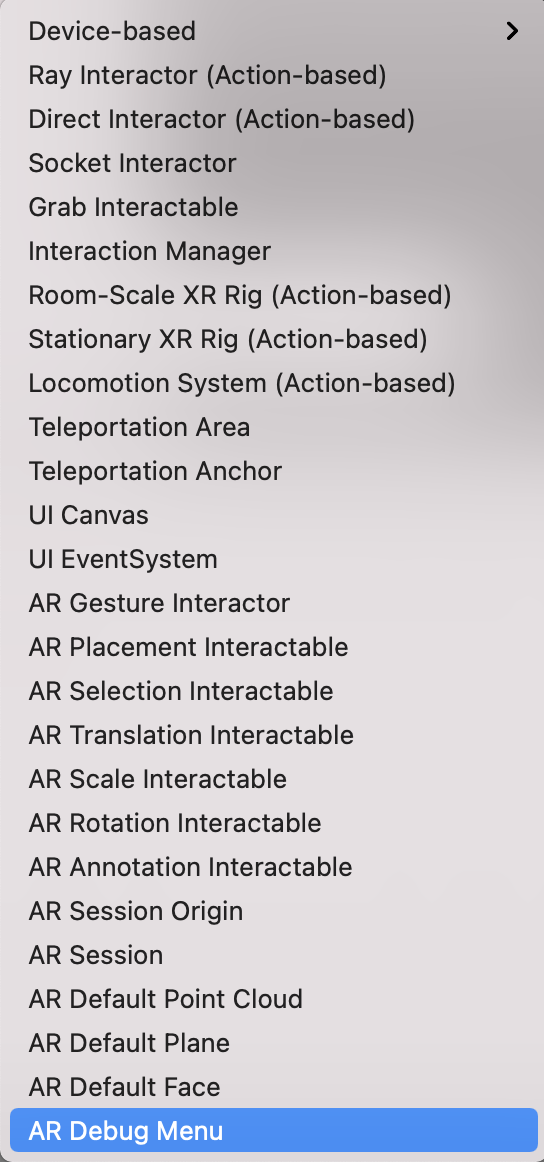 Device-based
Ray Interactor (Action-based)
Direct Interactor (Action-based)
Socket Interactor
Grab Interactable
Interaction Manager
Room-Scale XR Rig (Action-based)
Stationary XR Rig (Action-based)
Locomotion System (Action-based)
Teleportation Area
Teleportation Anchor
UI Canvas
UI EventSystem
AR Gesture Interactor
AR Placement Interactable
AR Selection Interactable
AR Translation Interactable
AR Scale Interactable
AR Rotation Interactable
AR Annotation Interactable
AR Session Origin
AR Session
AR Default Point Cloud
AR Default Plane
AR Default Face
AR Debug Menu